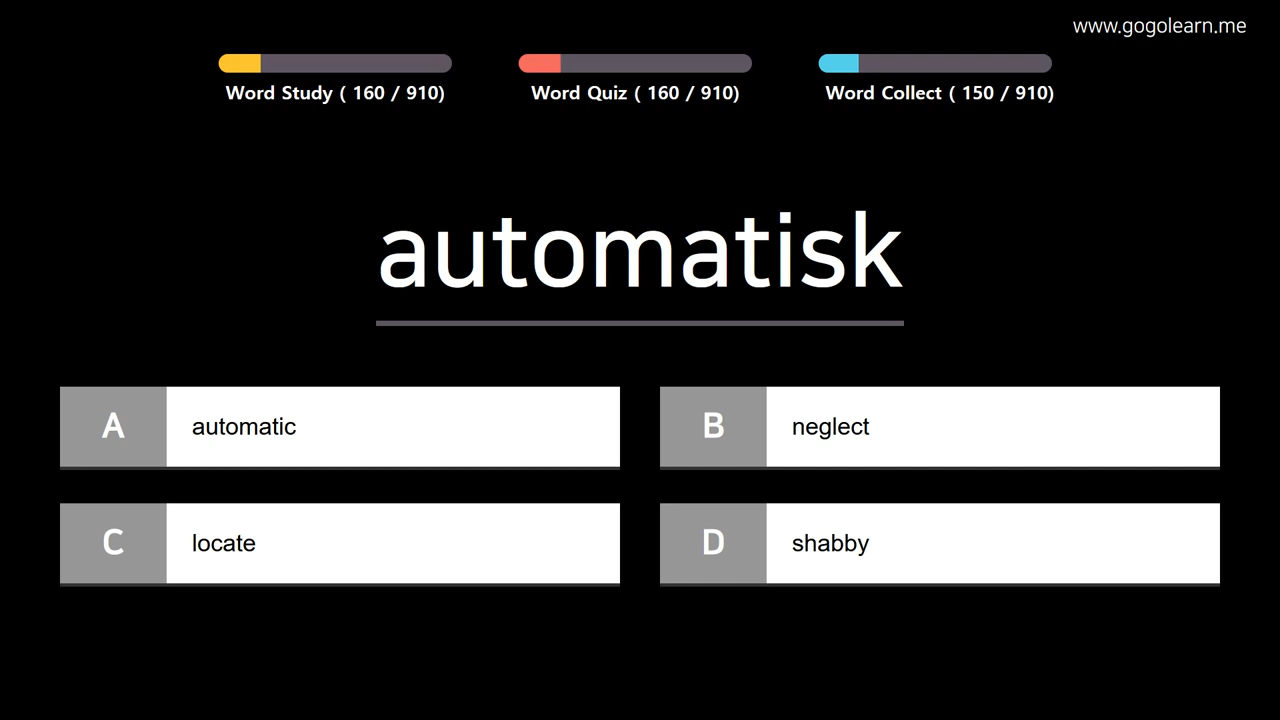 www.gogolearn.me
Word Study ( 160 / 910)
Word Quiz ( 160 / 910)
Word Collect ( 150 / 910)
automatisk
A automatic
B neglect
C locate
D shabby